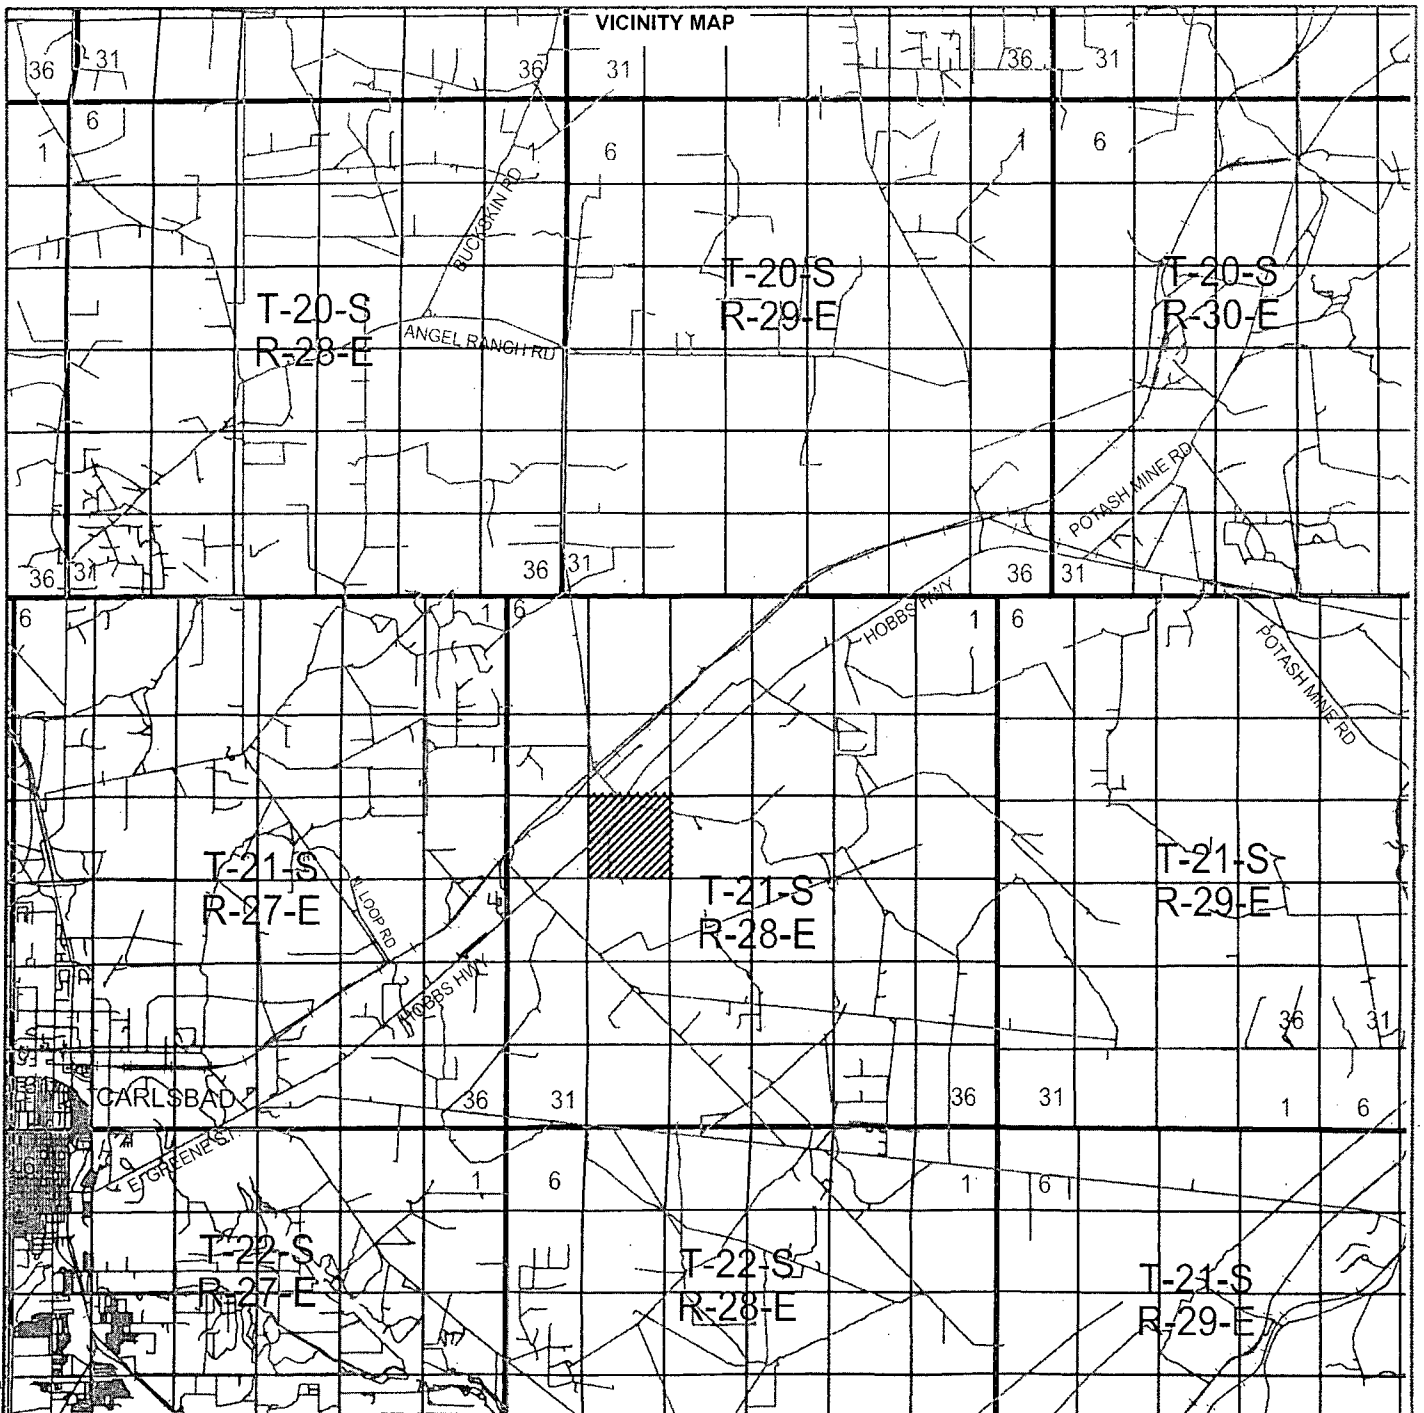 VICINITY MAP
36
31
36
31
36
31
6
1
1
6
1
6
BUCKSKIN RD
T-20-S
R-28-E
T-20-S
R-29-E
T-20-S
R-30-E
ANGEL RANCH RD
POTASH MINE RD
36
31
36
31
36
31
6
1
6
HOBBS HWY
1
6
POTASH MINE RD
T-21-S
R-27-E
T-21-S
R-28-E
T-21-S
R-29-E
LOOP RD
HOBBS HWY
36
31
CARLSBAD
36
31
36
31
1
6
E. GREENE ST.
6
1
6
1
6
T-22-S
R-27-E
T-22-S
R-28-E
T-21-S
R-29-E